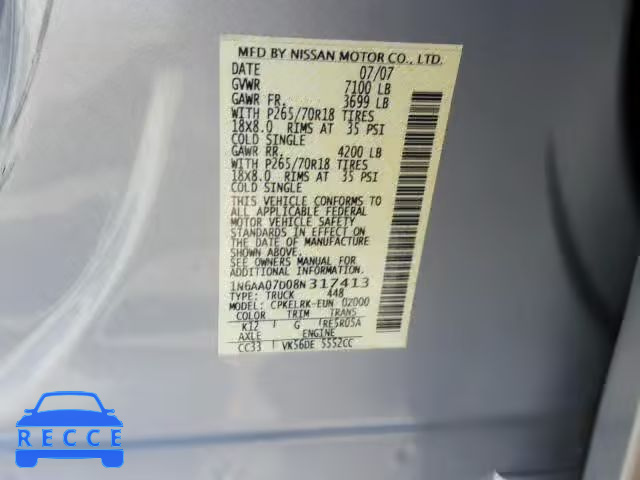 MFD BY NISSAN MOTOR CO., LTD.
DATE 07/07
GVWR 7100 LB
GAWR FR. 3699 LB
WITH P265/70R18 TIRES
18X8.0 RIMS AT 35 PSI
COLD SINGLE
GAWR RR. 4200 LB
WITH P265/70R18 TIRES
18X8.0 RIMS AT 35 PSI
COLD SINGLE
THIS VEHICLE CONFORMS TO
ALL APPLICABLE FEDERAL
MOTOR VEHICLE SAFETY
STANDARDS IN EFFECT ON
THE DATE OF MANUFACTURE
SHOWN ABOVE.
SEE OWNERS MANUAL FOR
ADDITIONAL INFORMATION.
1N6AA07D08N317413
TYPE: TRUCK 448
MODEL: CPKELRK-EUN 02000
COLOR TRIM TRANS
K12 G RE5R05A
AXLE ENGINE
CC33 VK56DE 5552CC
RECCE